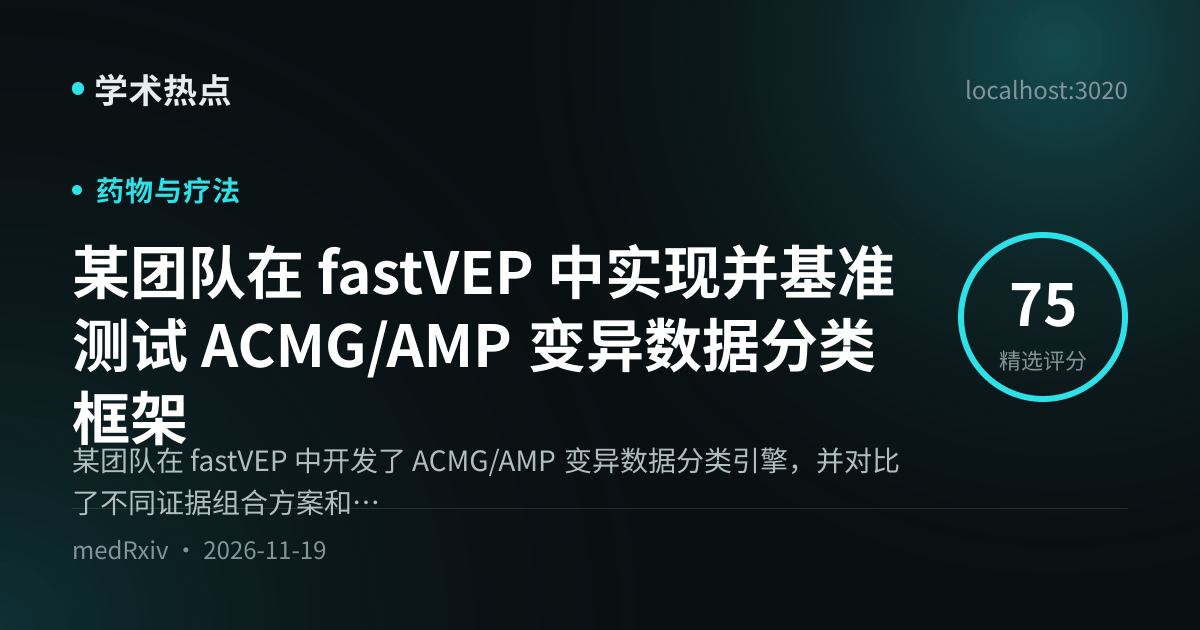 学术热点
localhost:3020
药物与疗法
某团队在 fastVEP 中实现并基准
测试 ACMG/AMP 变异数据分类
框架
75
精选评分
某团队在 fastVEP 中开发了 ACMG/AMP 变异数据分类引擎，并对比
了不同证据组合方案和…
medRxiv · 2026-11-19